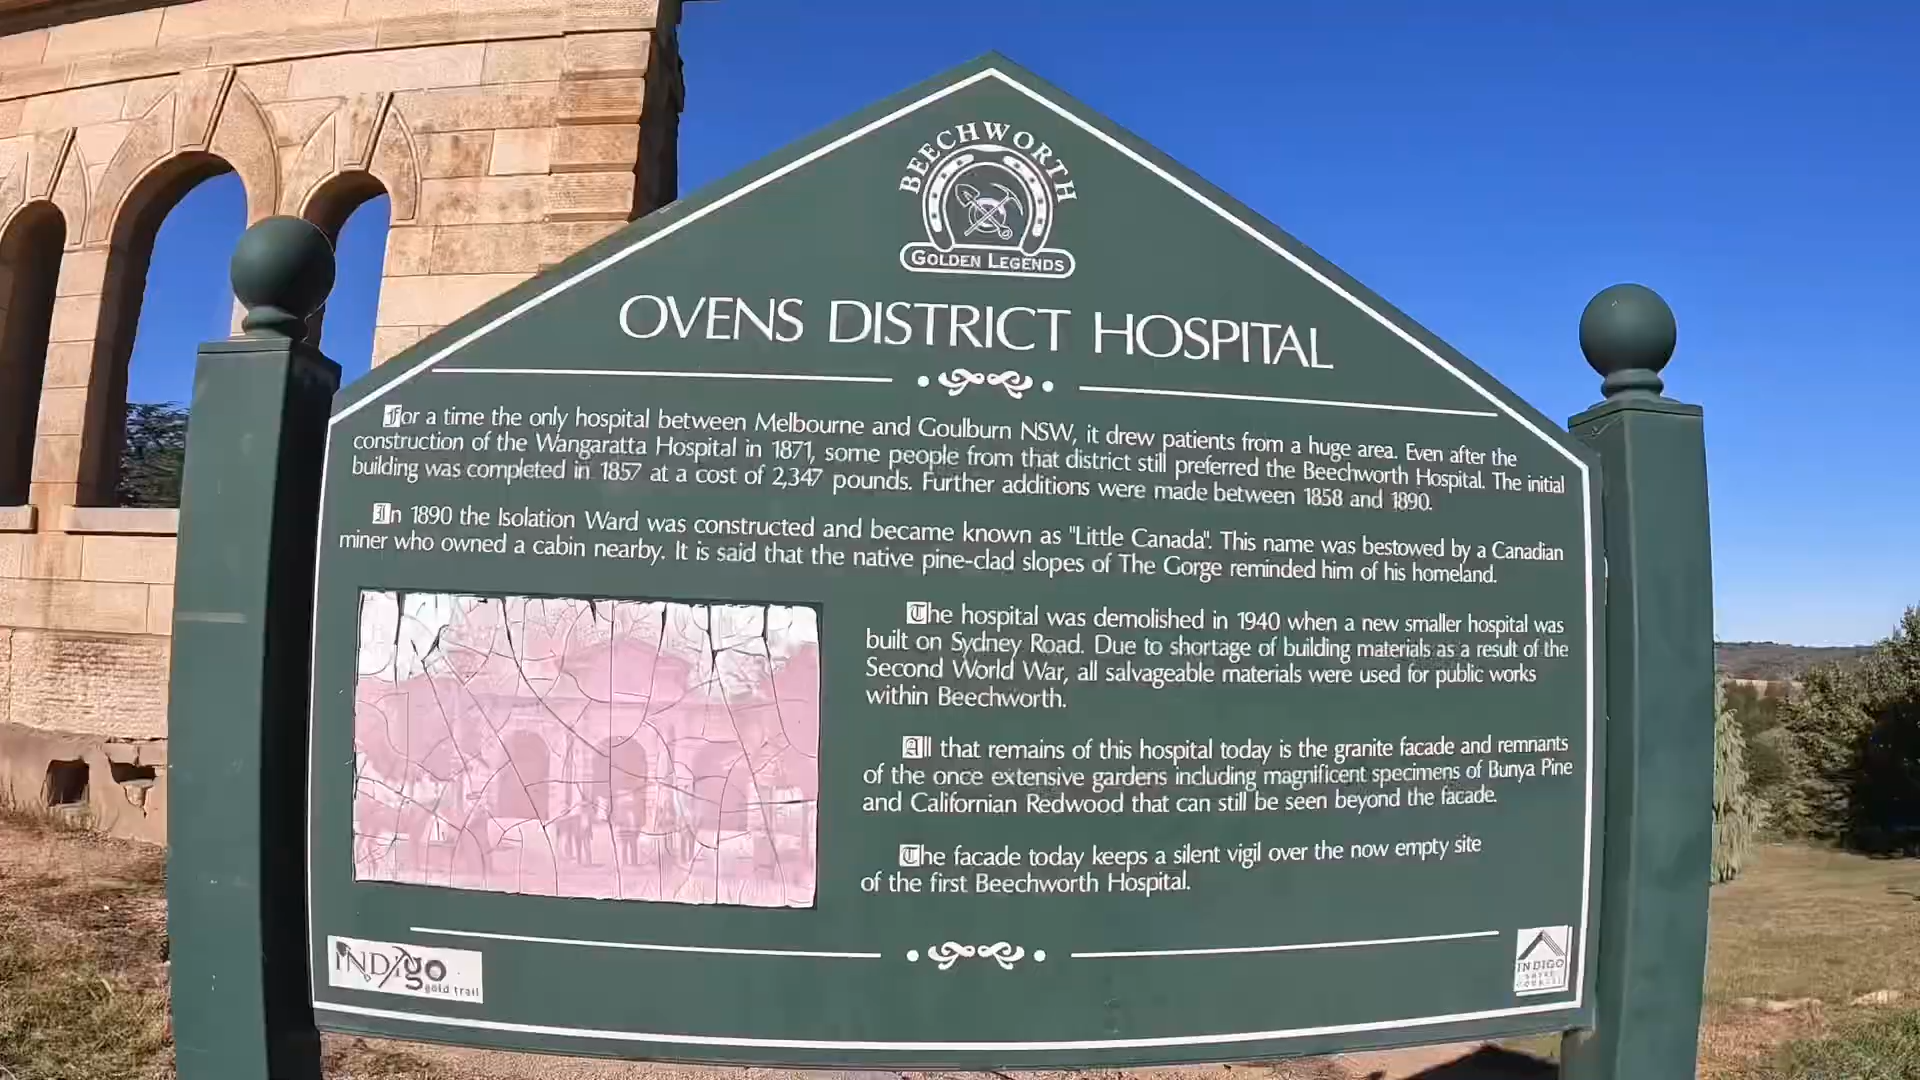 BEECHWORTH
GOLDEN LEGENDS
OVENS DISTRICT HOSPITAL
For a time the only hospital between Melbourne and Goulburn NSW, it drew patients from a huge area. Even after the
construction of the Wangaratta Hospital in 1871, some people from that district still preferred the Beechworth Hospital. The initial
building was completed in 1857 at a cost of 2,347 pounds. Further additions were made between 1858 and 1890.
In 1890 the Isolation Ward was constructed and became known as "Little Canada". This name was bestowed by a Canadian
miner who owned a cabin nearby. It is said that the native pine-clad slopes of The Gorge reminded him of his homeland.
The hospital was demolished in 1940 when a new smaller hospital was
built on Sydney Road. Due to shortage of building materials as a result of the
Second World War, all salvageable materials were used for public works
within Beechworth.
All that remains of this hospital today is the granite facade and remnants
of the once extensive gardens including magnificent specimens of Bunya Pine
and Californian Redwood that can still be seen beyond the facade.
The facade today keeps a silent vigil over the now empty site
of the first Beechworth Hospital.
INDigo
gold trail
INDIGO
SHIRE
COUNCIL